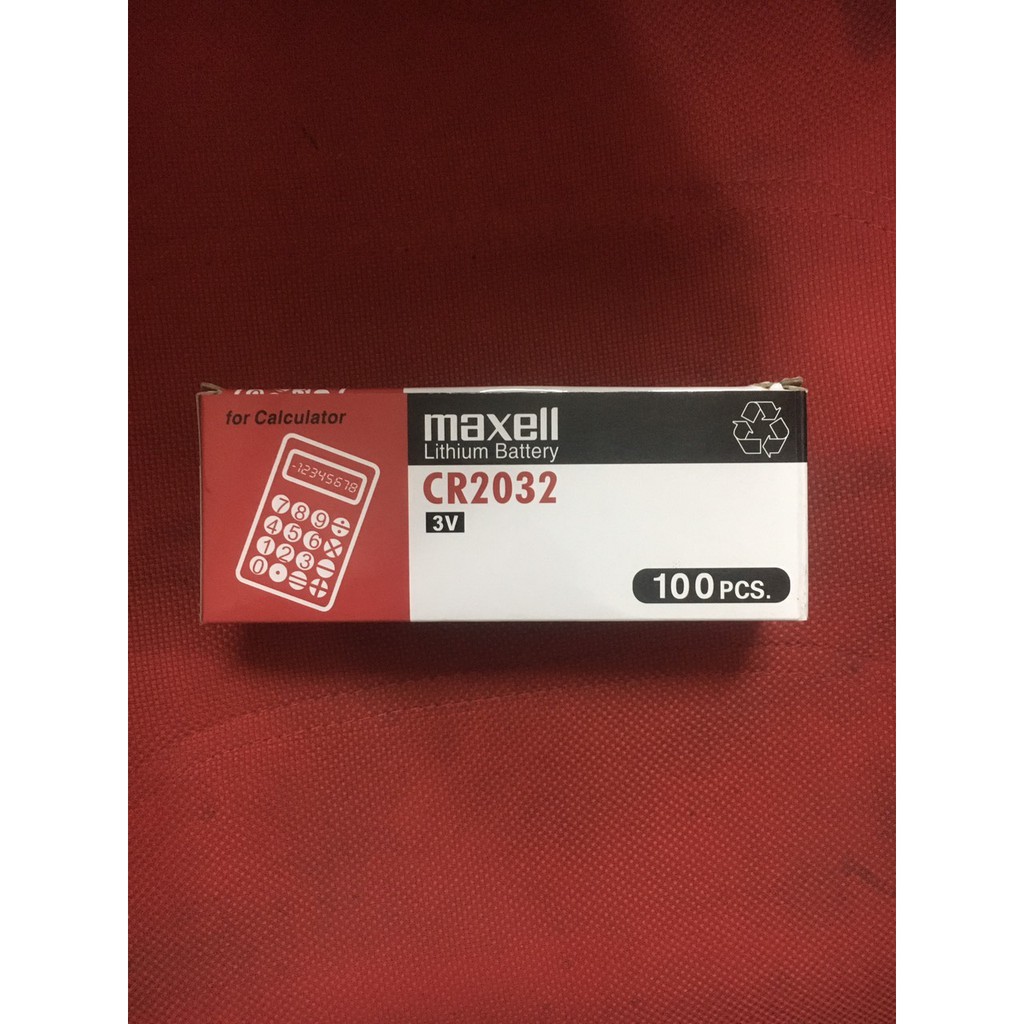 for Calculator
-12345678
7 8 9 ÷
4 5 6 ×
1 2 3 −
0 • = +
maxell
Lithium Battery
CR2032
3V
100 PCS.